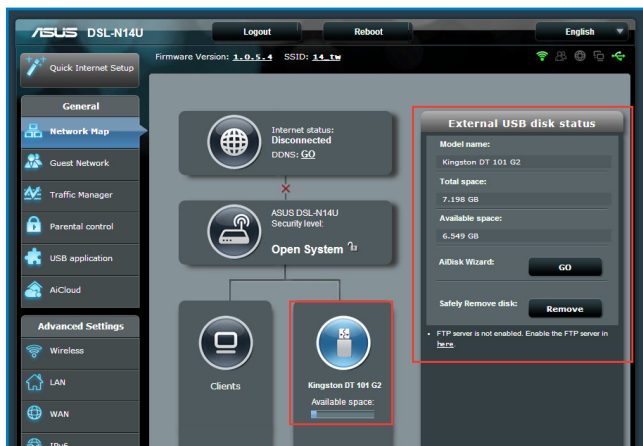 ASUS DSL-N14U
Logout
Reboot
English
Quick Internet Setup
Firmware Version: 1.0.5.4 SSID: 14_tw
General
Network Map
Guest Network
Traffic Manager
Parental control
USB application
AiCloud
Advanced Settings
Wireless
LAN
WAN
IPv6
Internet status:
Disconnected
DDNS: GO
ASUS DSL-N14U
Security level:
Open System
Clients
Kingston DT 101 G2
Available space:
External USB disk status
Model name:
Kingston DT 101 G2
Total space:
7.198 GB
Available space:
6.549 GB
AiDisk Wizard:
GO
Safely Remove disk:
Remove
• FTP server is not enabled. Enable the FTP server in
here.